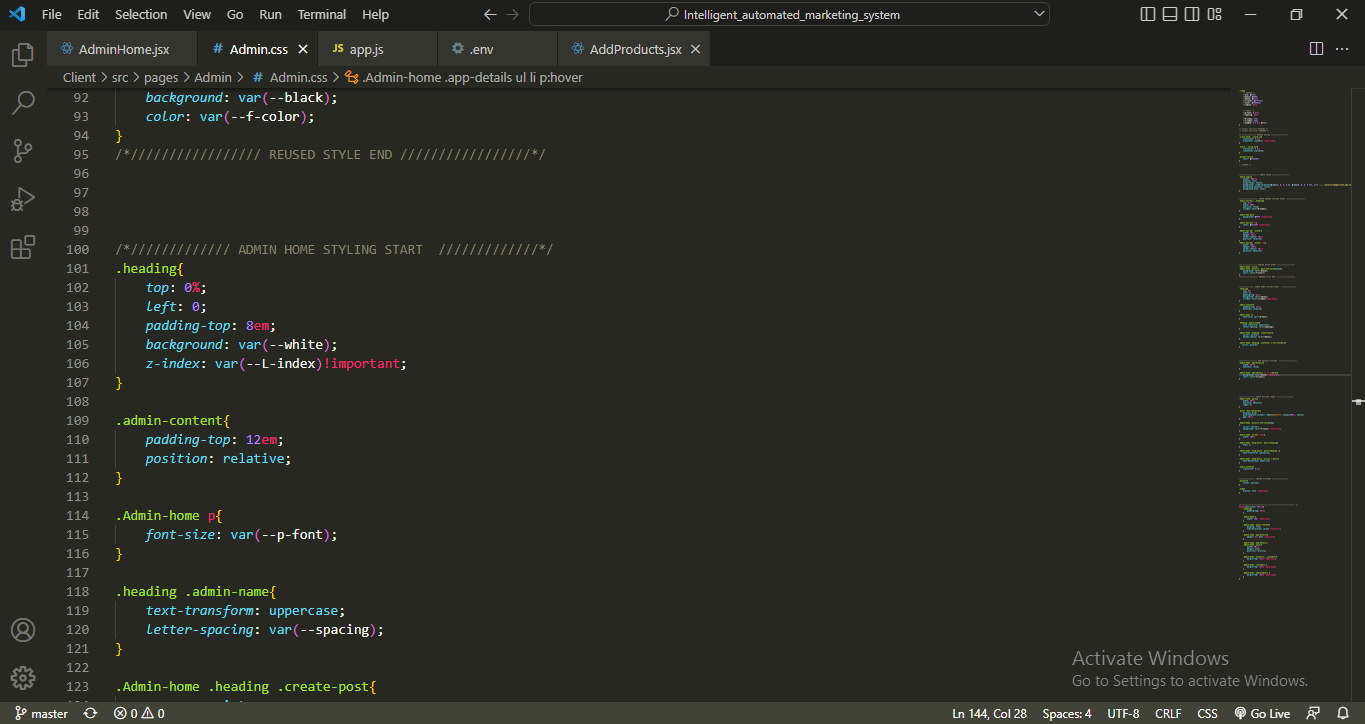 File Edit Selection View Go Run Terminal Help
Intelligent_automated_marketing_system
AdminHome.jsx
# Admin.css
JS app.js
.env
AddProducts.jsx
Client > src > pages > Admin > # Admin.css > .Admin-home .app-details ul li p:hover
92 background: var(--black);
93 color: var(--f-color);
94 }
95 /*///////////////// REUSED STYLE END /////////////////*/
96
97
98
99
100 /*///////////// ADMIN HOME STYLING START /////////////*/
101 .heading{
102 top: 0%;
103 left: 0;
104 padding-top: 8em;
105 background: var(--white);
106 z-index: var(--L-index)!important;
107 }
108
109 .admin-content{
110 padding-top: 12em;
111 position: relative;
112 }
113
114 .Admin-home p{
115 font-size: var(--p-font);
116 }
117
118 .heading .admin-name{
119 text-transform: uppercase;
120 letter-spacing: var(--spacing);
121 }
122
123 .Admin-home .heading .create-post{
Activate Windows
Go to Settings to activate Windows.
master 0 0 Ln 144, Col 28 Spaces: 4 UTF-8 CRLF CSS Go Live